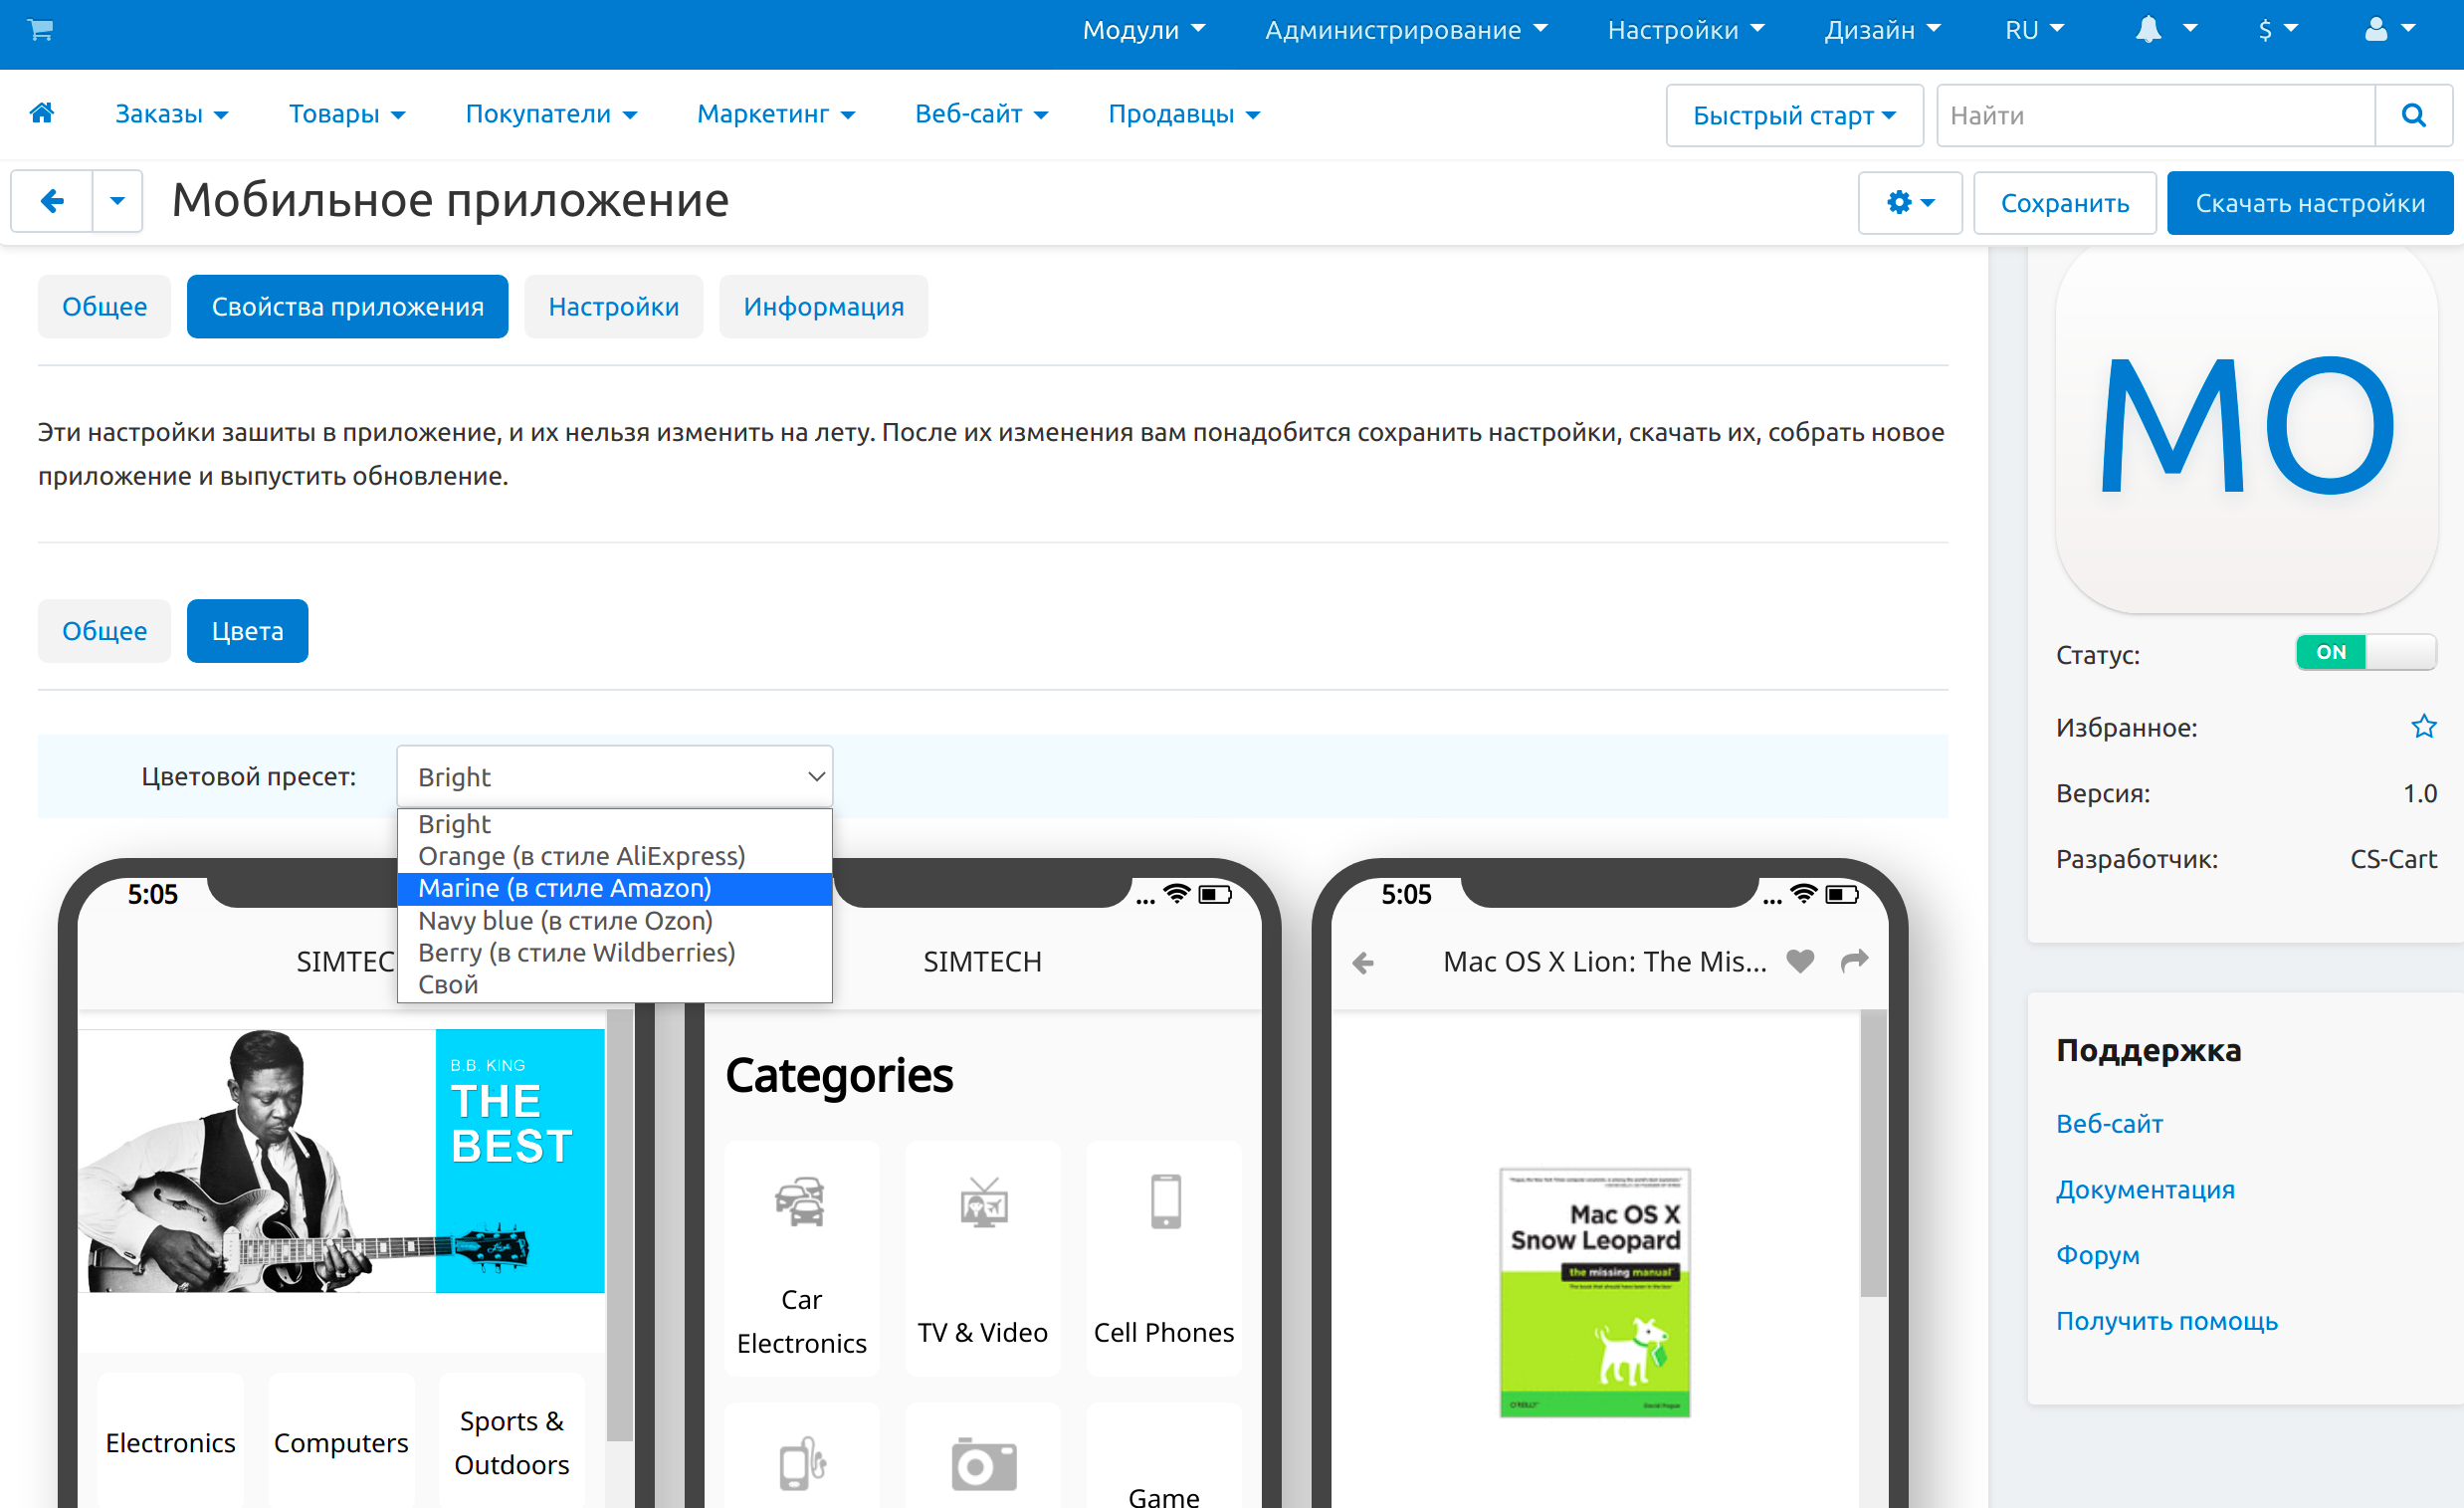 Модули Администрирование Настройки Дизайн RU $
Заказы Товары Покупатели Маркетинг Веб-сайт Продавцы Быстрый старт Найти
Мобильное приложение Сохранить Скачать настройки
Общее Свойства приложения Настройки Информация
Эти настройки зашиты в приложение, и их нельзя изменить на лету. После их изменения вам понадобится сохранить настройки, скачать их, собрать новое
приложение и выпустить обновление.
Общее Цвета
Цветовой пресет: Bright
Bright
Orange (в стиле AliExpress)
Marine (в стиле Amazon)
Navy blue (в стиле Ozon)
Berry (в стиле Wildberries)
Свой
5:05
SIMTEC
B.B. KING
THE
BEST
Electronics
Computers
Sports &
Outdoors
...
SIMTECH
Categories
Car
Electronics
TV & Video
Cell Phones
Game
5:05 ...
Mac OS X Lion: The Mis...
Mac OS X
Snow Leopard
the missing manual
O'REILLY
David Pogue
МО
Статус: ON
Избранное:
Версия: 1.0
Разработчик: CS-Cart
Поддержка
Веб-сайт
Документация
Форум
Получить помощь